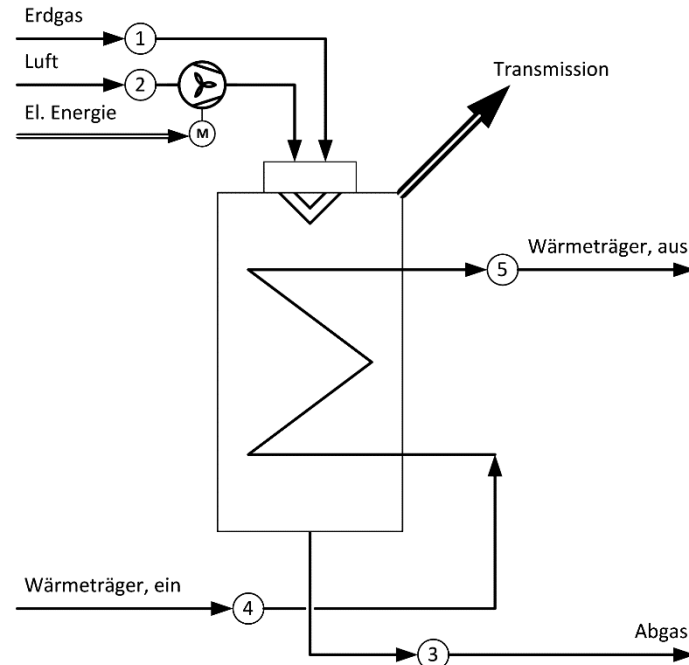 Erdgas
1
Luft
2
El. Energie
M
Transmission
Wärmeträger, aus
5
Wärmeträger, ein
4
Abgas
3